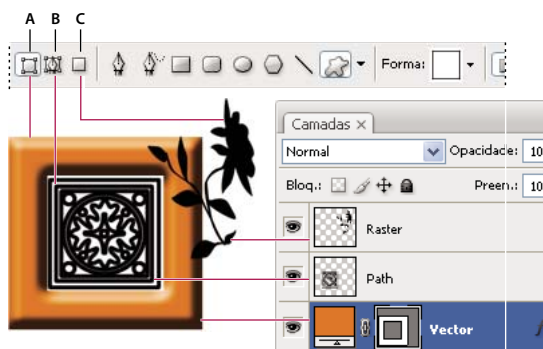 A B C
Forma:
Camadas ×
Normal Opacidade: 10
Bloq.: Preen.: 10
Raster
Path
Vector